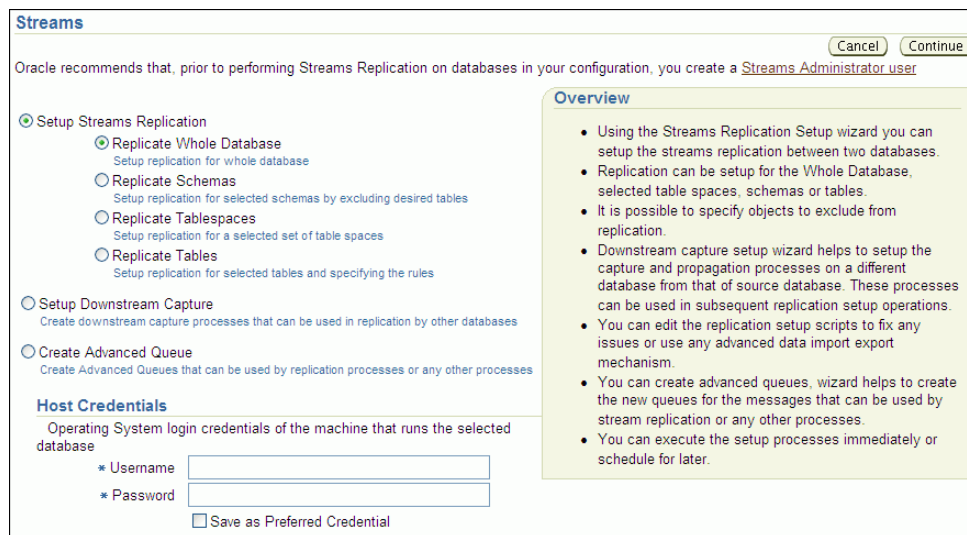 Streams
Cancel Continue
Oracle recommends that, prior to performing Streams Replication on databases in your configuration, you create a Streams Administrator user
Setup Streams Replication
Replicate Whole Database
Setup replication for whole database
Replicate Schemas
Setup replication for selected schemas by excluding desired tables
Replicate Tablespaces
Setup replication for a selected set of table spaces
Replicate Tables
Setup replication for selected tables and specifying the rules
Setup Downstream Capture
Create downstream capture processes that can be used in replication by other databases
Create Advanced Queue
Create Advanced Queues that can be used by replication processes or any other processes
Host Credentials
Operating System login credentials of the machine that runs the selected
database
* Username
* Password
Save as Preferred Credential
Overview
• Using the Streams Replication Setup wizard you can
setup the streams replication between two databases.
• Replication can be setup for the Whole Database,
selected table spaces, schemas or tables.
• It is possible to specify objects to exclude from
replication.
• Downstream capture setup wizard helps to setup the
capture and propagation processes on a different
database from that of source database. These processes
can be used in subsequent replication setup operations.
• You can edit the replication setup scripts to fix any
issues or use any advanced data import export
mechanism.
• You can create advanced queues, wizard helps to create
the new queues for the messages that can be used by
stream replication or any other processes.
• You can execute the setup processes immediately or
schedule for later.